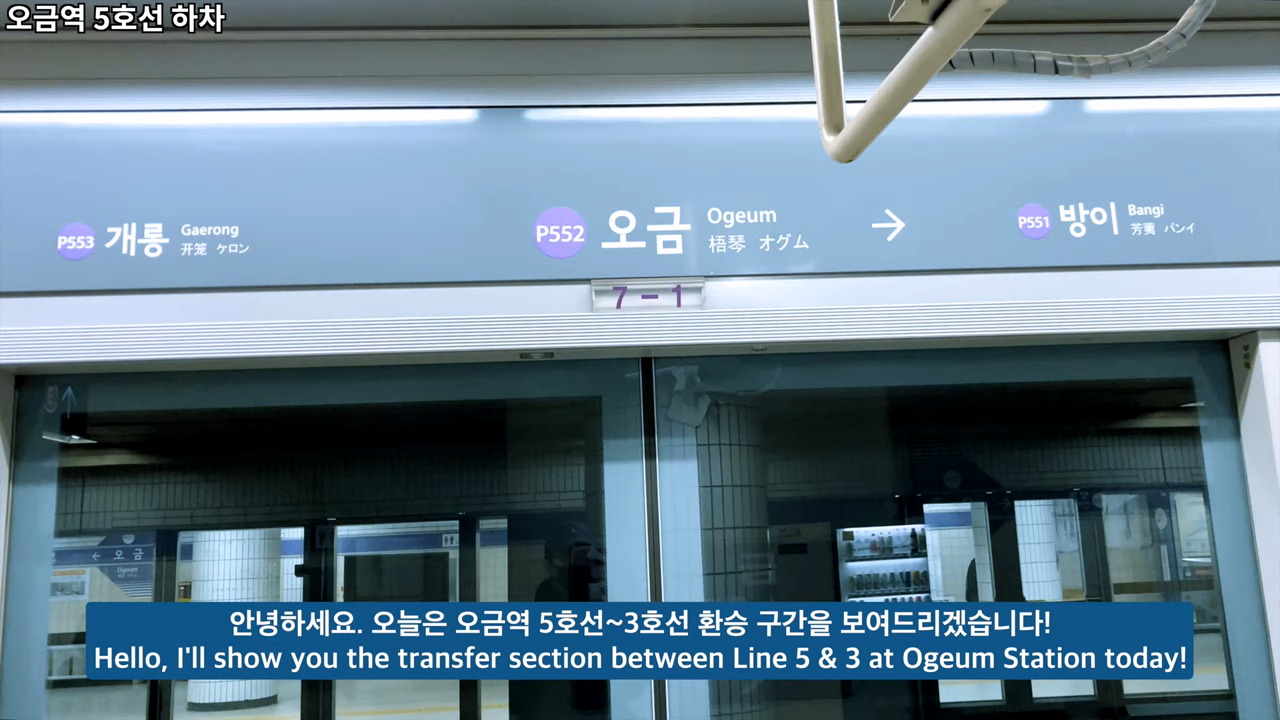 오금역 5호선 하차
P553 개롱 Gaerong
开笼 ケロン
P552 오금 Ogeum
梧琴 オグム
→
P551 방이 Bangi
芳荑 バンイ
7 - 1
← 오 금
Ogeum
안녕하세요. 오늘은 오금역 5호선~3호선 환승 구간을 보여드리겠습니다!
Hello, I'll show you the transfer section between Line 5 & 3 at Ogeum Station today!